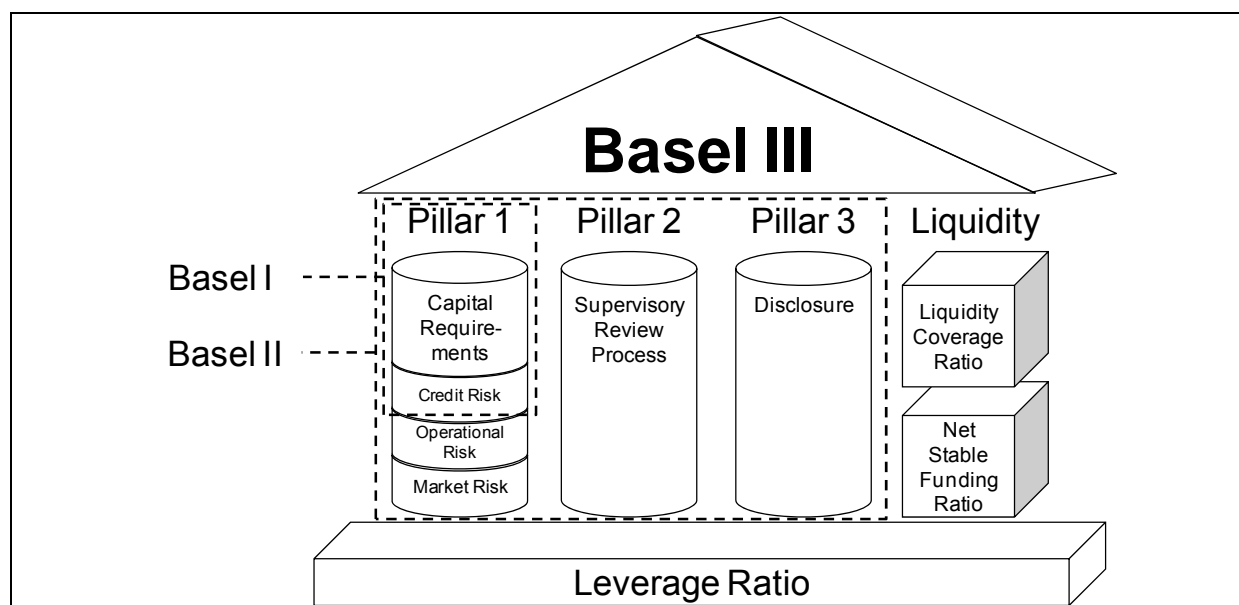 Basel III
Pillar 1
Pillar 2
Pillar 3
Liquidity
Basel I
Basel II
Capital
Require-
ments
Credit Risk
Operational
Risk
Market Risk
Supervisory
Review
Process
Disclosure
Liquidity
Coverage
Ratio
Net
Stable
Funding
Ratio
Leverage Ratio